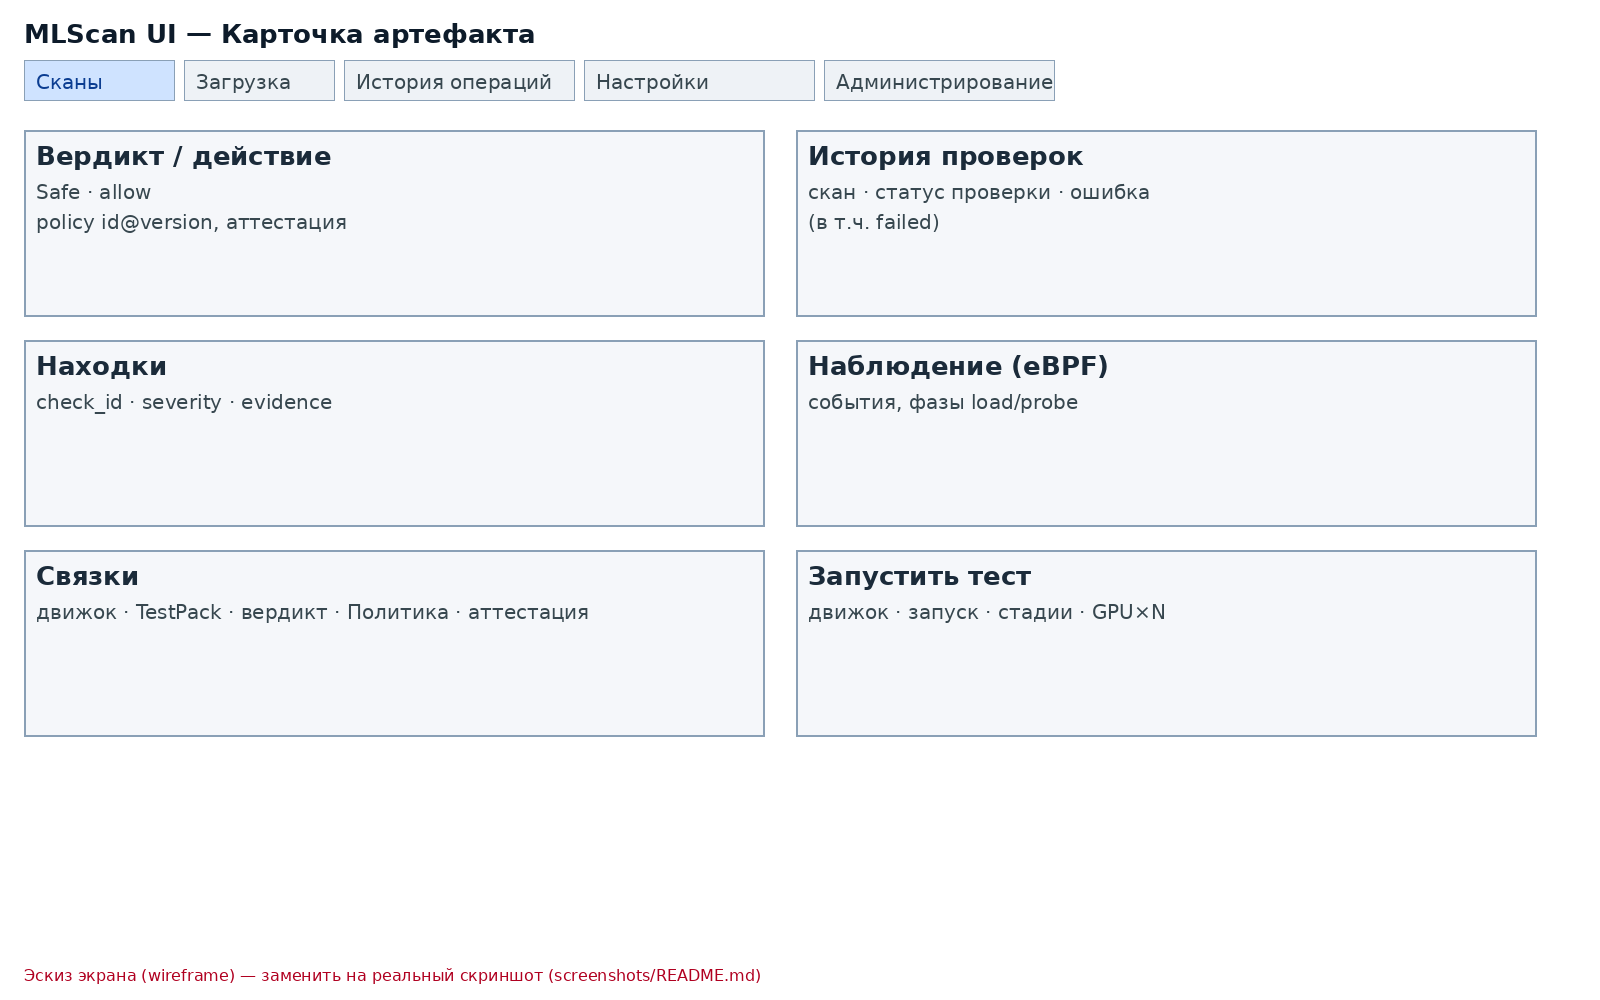 MLScan UI — Карточка артефакта
Сканы
Загрузка
История операций
Настройки
Администрирование
Вердикт / действие
Safe · allow
policy id@version, аттестация
История проверок
скан · статус проверки · ошибка
(в т.ч. failed)
Находки
check_id · severity · evidence
Наблюдение (eBPF)
события, фазы load/probe
Связки
движок · TestPack · вердикт · Политика · аттестация
Запустить тест
движок · запуск · стадии · GPU×N
Эскиз экрана (wireframe) — заменить на реальный скриншот (screenshots/README.md)